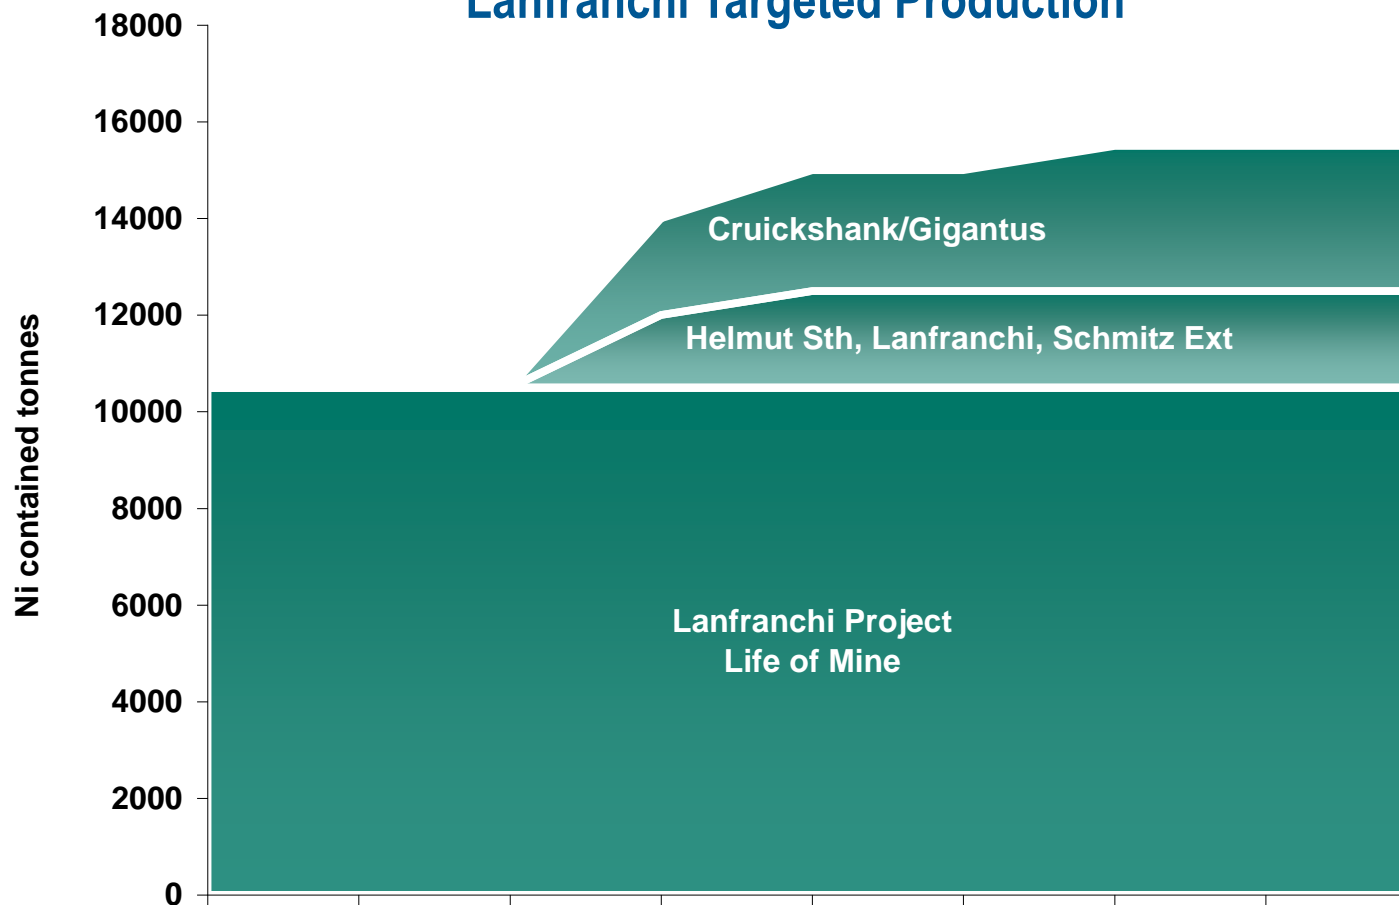 Lanfranchi Targeted Production
18000
16000
14000
12000
10000
8000
6000
4000
2000
0
Ni contained tonnes
Cruickshank/Gigantus
Helmut Sth, Lanfranchi, Schmitz Ext
Lanfranchi Project
Life of Mine